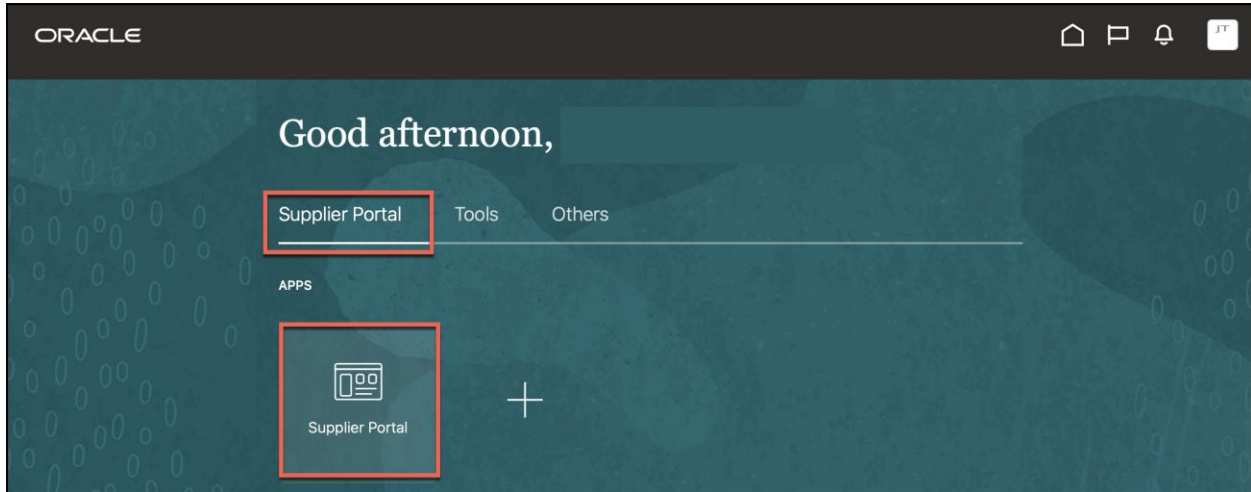 ORACLE
JT
Good afternoon,
Supplier Portal Tools Others
APPS
Supplier Portal